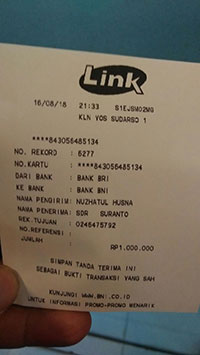 Link
16/08/18 21:33 S1EJSM02MG
KLN YOS SUDARSO 1
****843056485134
NO. REKORD : 6277
NO. KARTU : ****843056485134
DARI BANK : BANK BRI
KE BANK : BANK BNI
NAMA PENGIRIM: NUZHATUL HUSNA
NAMA PENERIMA: SDR SURANTO
REK.TUJUAN : 0246475792
NO.REFERENSI :
JUMLAH : RP1.000.000
SIMPAN TANDA TERIMA INI
SEBAGAI BUKTI TRANSAKSI YANG SAH
KUNJUNGI WWW.BNI.CO.ID
UNTUK INFORMASI PROMO-PROMO MENARIK